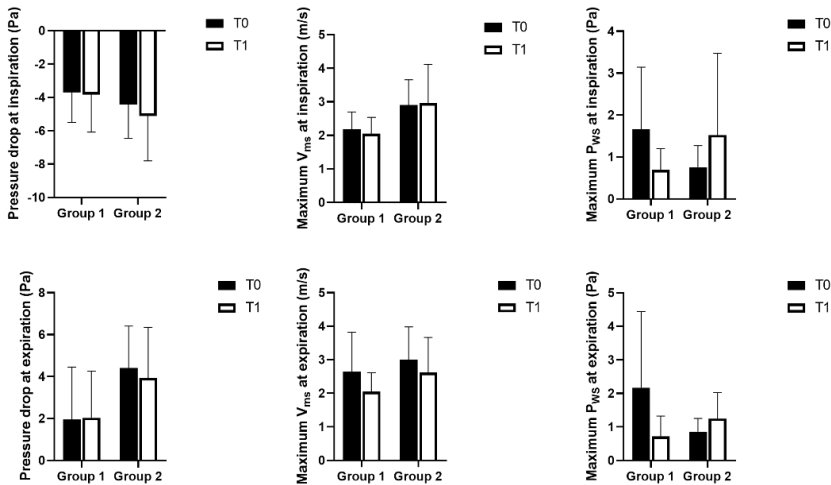 Pressure drop at inspiration (Pa)
0
-2
-4
-6
-8
-10
Group 1 Group 2
T0
T1
Maximum Vms at inspiration (m/s)
5
4
3
2
1
0
Group 1 Group 2
T0
T1
Maximum PWS at inspiration (Pa)
4
3
2
1
0
Group 1 Group 2
T0
T1
Pressure drop at expiration (Pa)
8
6
4
2
0
Group 1 Group 2
T0
T1
Maximum Vms at expiration (m/s)
5
4
3
2
1
0
Group 1 Group 2
T0
T1
Maximum PWS at expiration (Pa)
5
4
3
2
1
0
Group 1 Group 2
T0
T1